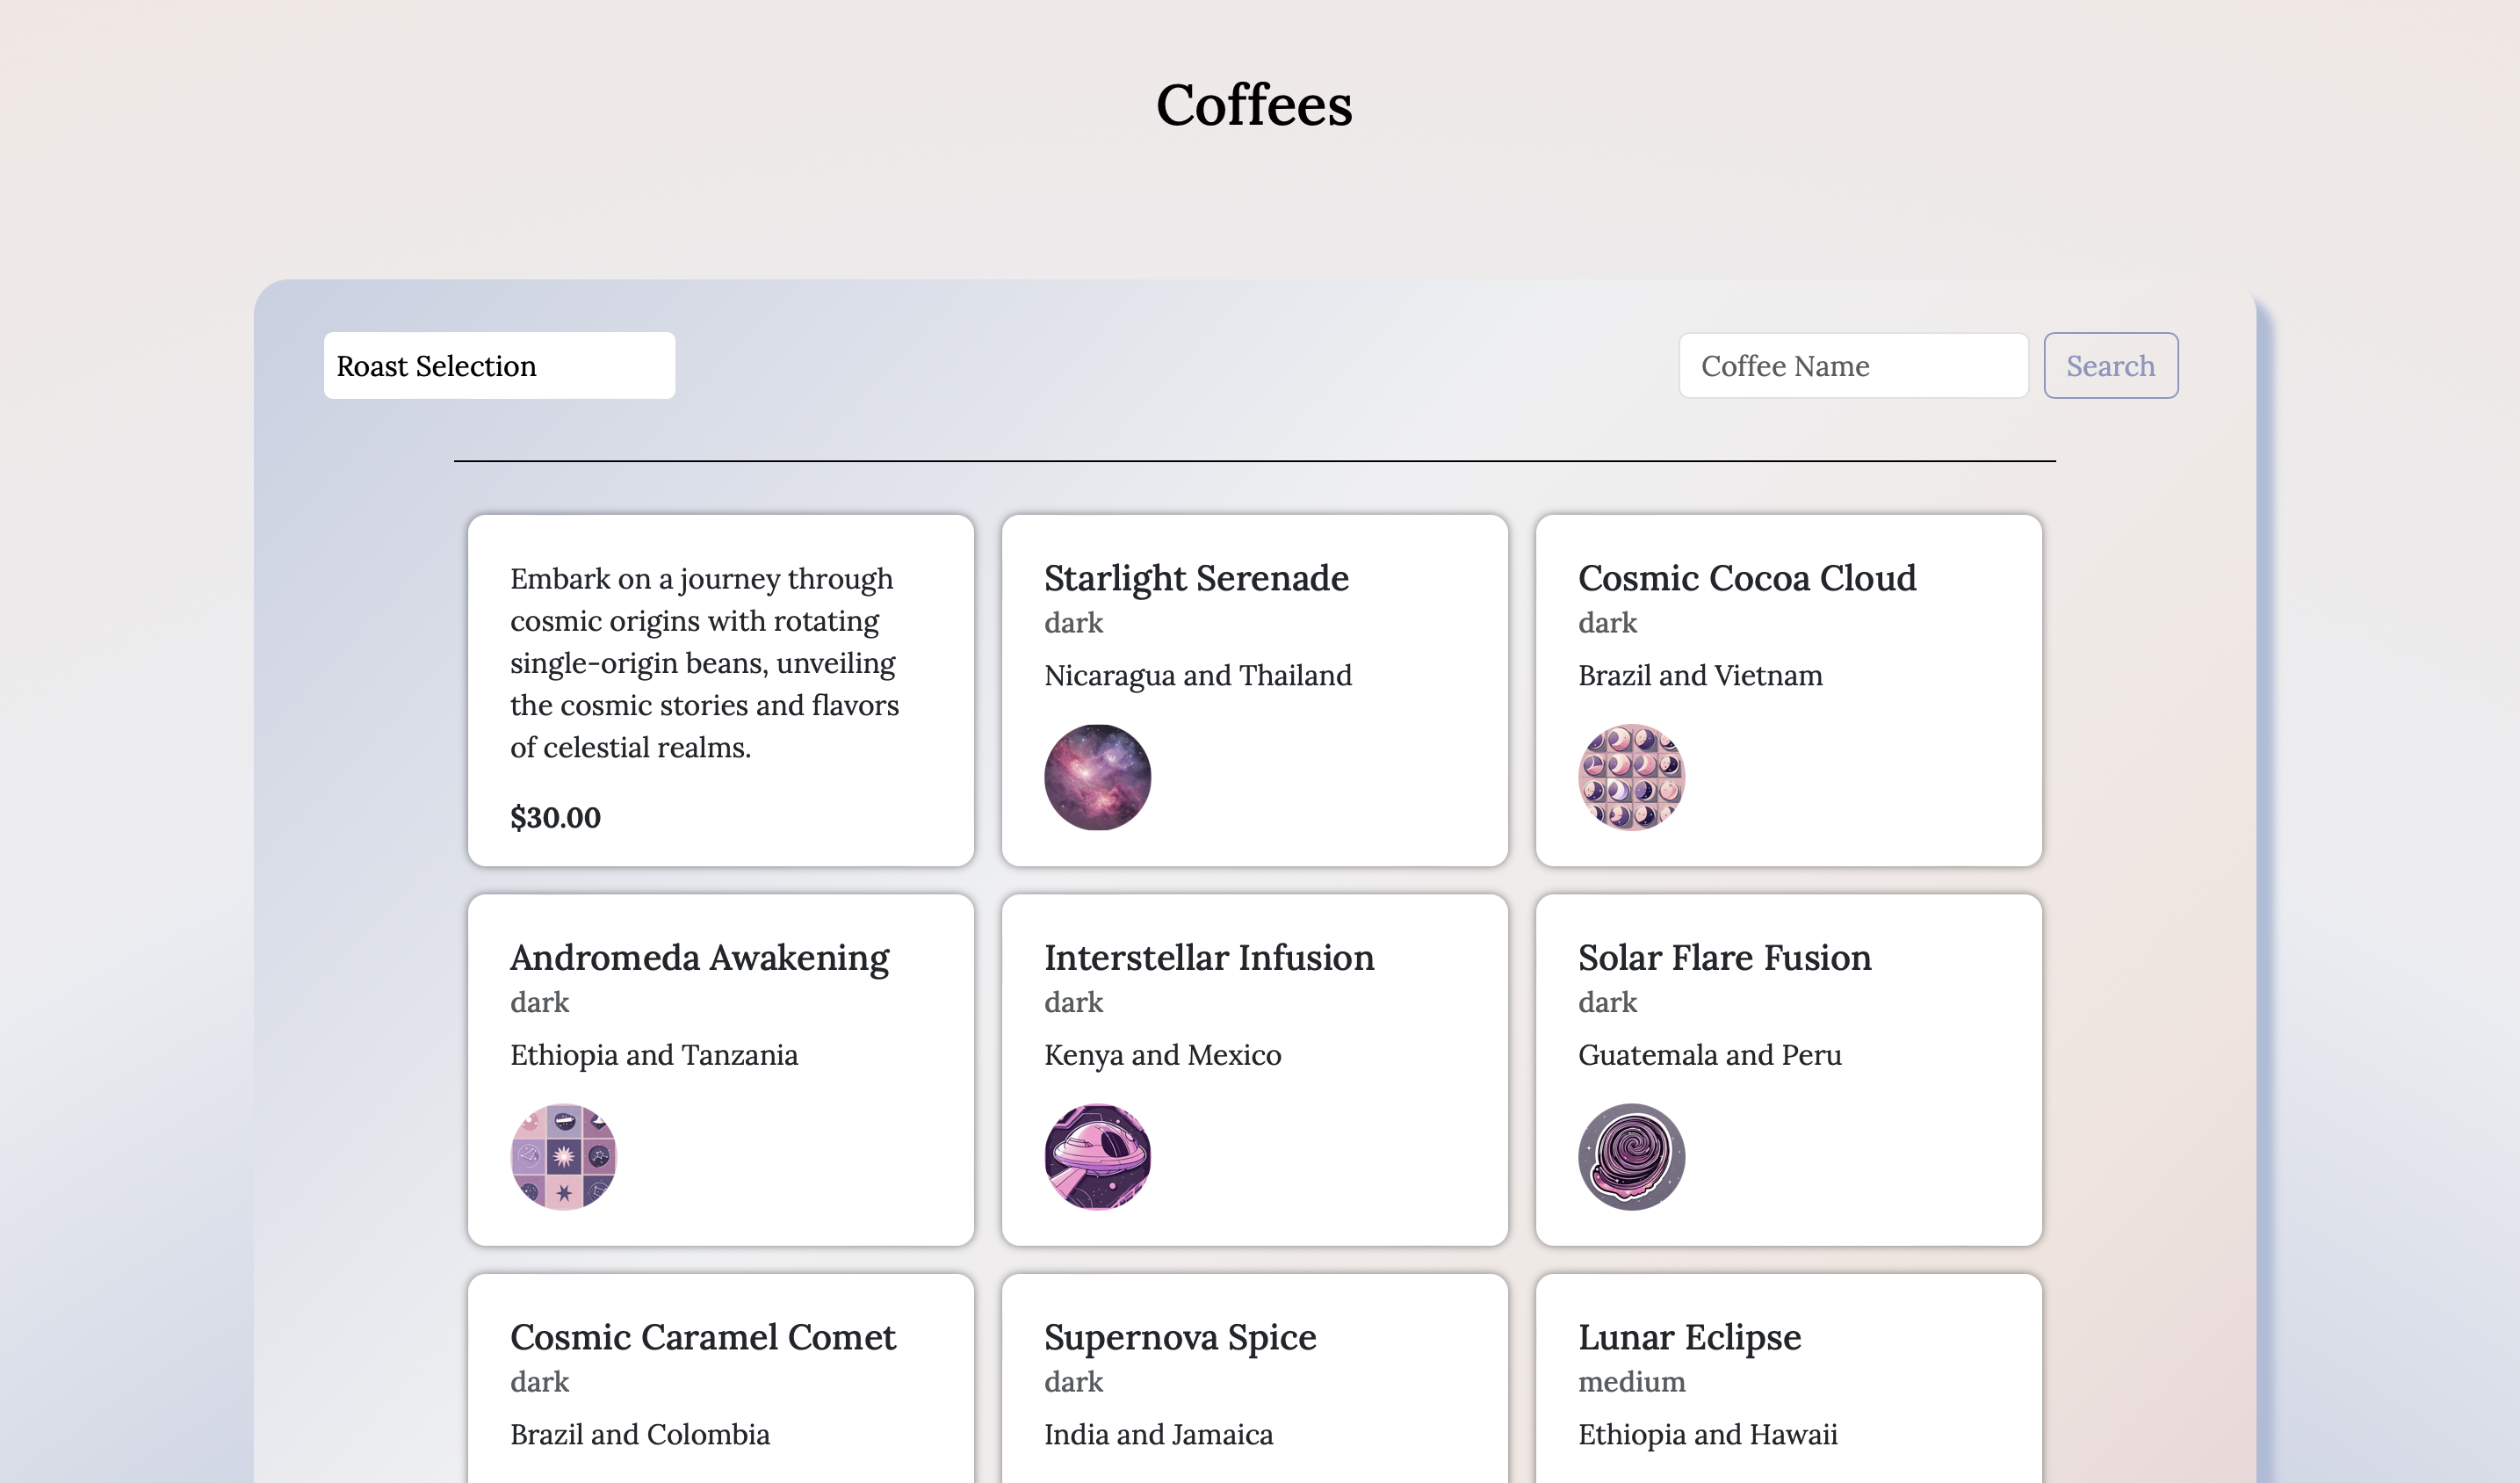 Coffees
Roast Selection
Coffee Name
Search
Embark on a journey through
cosmic origins with rotating
single-origin beans, unveiling
the cosmic stories and flavors
of celestial realms.
$30.00
Starlight Serenade
dark
Nicaragua and Thailand
Cosmic Cocoa Cloud
dark
Brazil and Vietnam
Andromeda Awakening
dark
Ethiopia and Tanzania
Interstellar Infusion
dark
Kenya and Mexico
Solar Flare Fusion
dark
Guatemala and Peru
Cosmic Caramel Comet
dark
Brazil and Colombia
Supernova Spice
dark
India and Jamaica
Lunar Eclipse
medium
Ethiopia and Hawaii